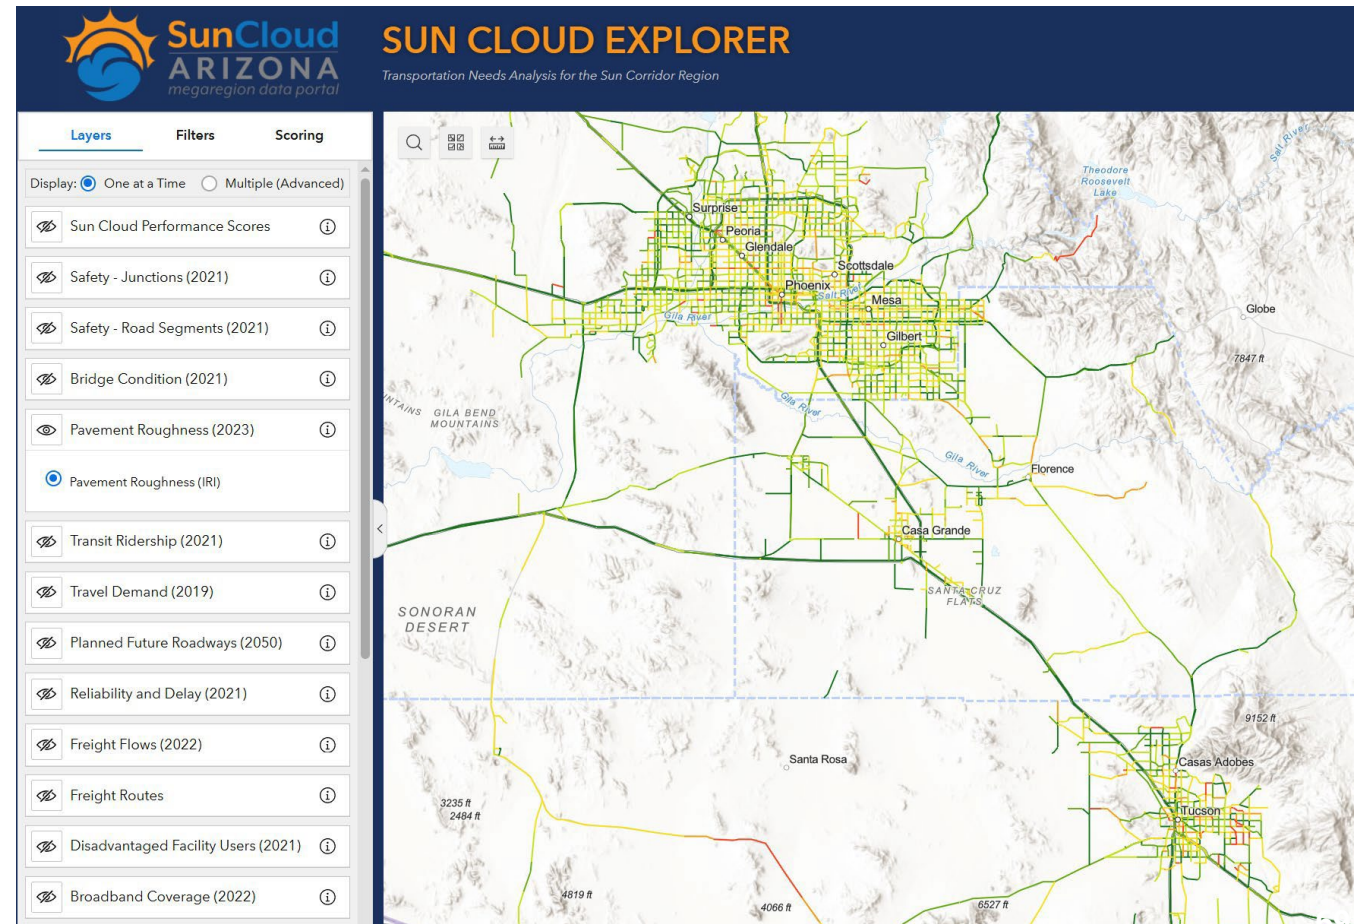 SunCloud
ARIZONA
megaregion data portal
SUN CLOUD EXPLORER
Transportation Needs Analysis for the Sun Corridor Region
Layers
Filters
Scoring
Display: One at a Time Multiple (Advanced)
Sun Cloud Performance Scores
Safety - Junctions (2021)
Safety - Road Segments (2021)
Bridge Condition (2021)
Pavement Roughness (2023)
Pavement Roughness (IRI)
Transit Ridership (2021)
Travel Demand (2019)
Planned Future Roadways (2050)
Reliability and Delay (2021)
Freight Flows (2022)
Freight Routes
Disadvantaged Facility Users (2021)
Broadband Coverage (2022)
Salt River
Theodore
Roosevelt
Lake
Surprise
Peoria
Glendale
Scottsdale
Phoenix
Salt River
Mesa
Gila River
Gilbert
Globe
7847 ft
GILA BEND
MOUNTAINS
Gila River
Gila River
Florence
Casa Grande
SANTA CRUZ
FLATS
SONORAN
DESERT
9152 ft
Santa Rosa
Casas Adobes
3235 ft
2484 ft
Tucson
4819 ft
4066 ft
6527 ft